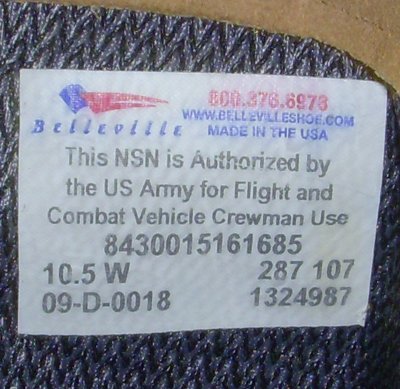 Belleville
800.376.6978
WWW.BELLEVILLESHOE.COM
MADE IN THE USA
This NSN is Authorized by
the US Army for Flight and
Combat Vehicle Crewman Use
8430015161685
10.5 W 287 107
09-D-0018 1324987